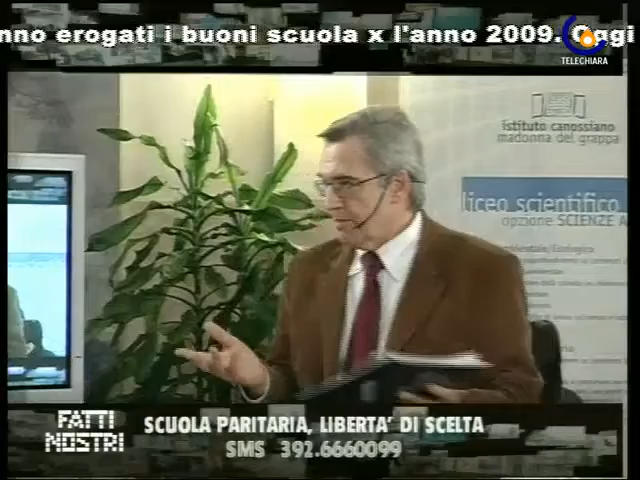 nno erogati i buoni scuola x l'anno 2009. Oggi
TELECHIARA
istituto canossiano
madonna del grappa
liceo scientifico
opzione SCIENZE A
FATTI
NOSTRI
SCUOLA PARITARIA, LIBERTA' DI SCELTA
SMS 392.6660099